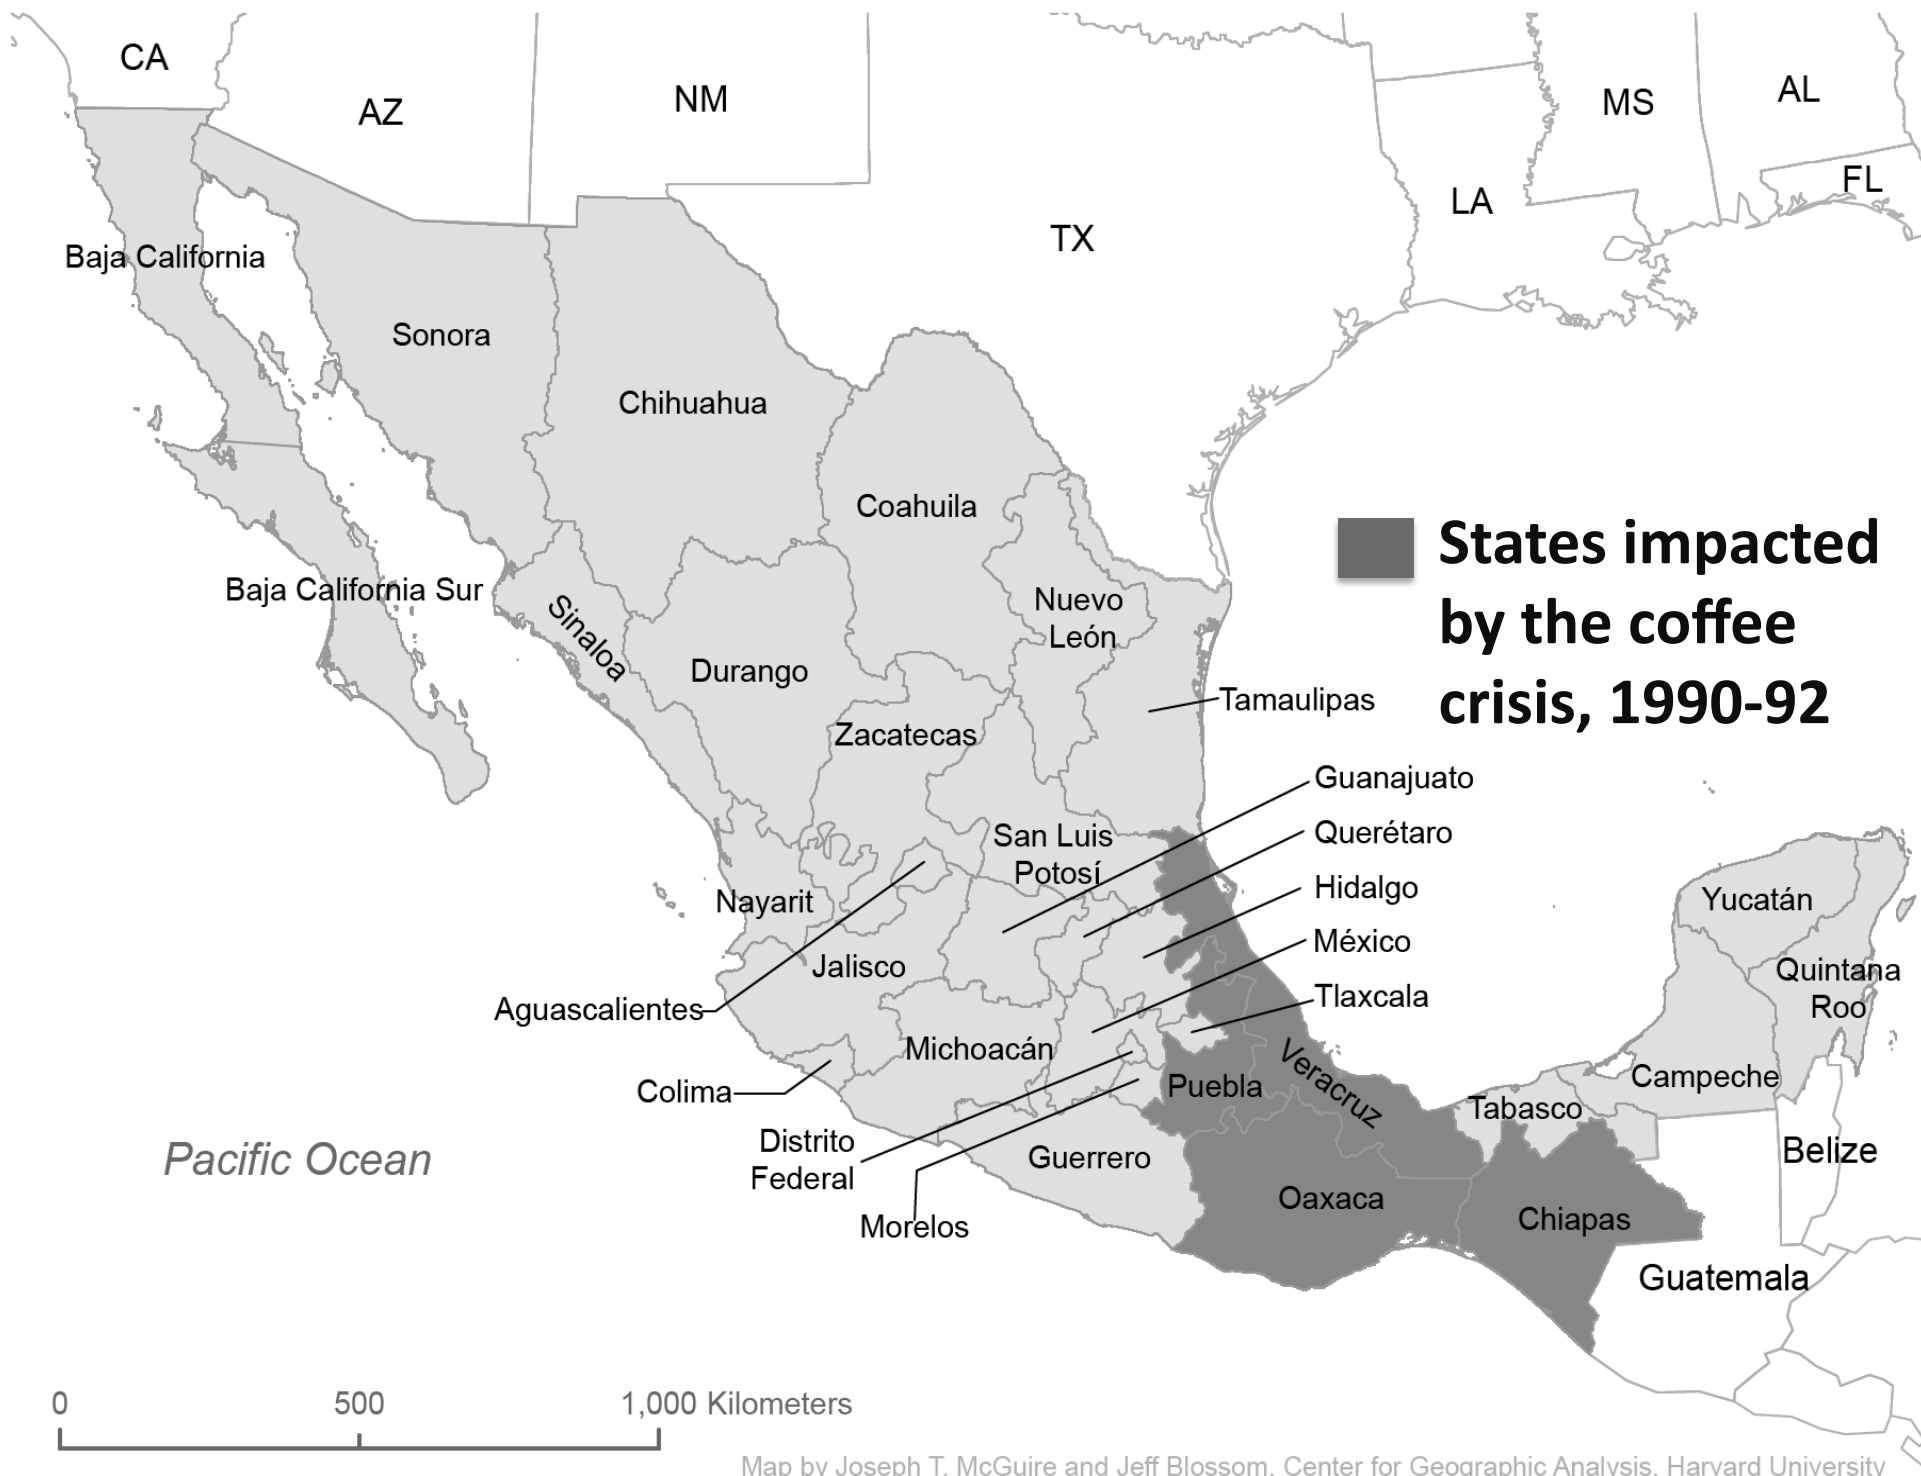 CA
AZ
NM
TX
LA
MS
AL
FL
Baja California
Sonora
Chihuahua
Coahuila
Baja California Sur
Sinaloa
Durango
Nuevo
León
Zacatecas
Tamaulipas
States impacted
by the coffee
crisis, 1990-92
Guanajuato
Querétaro
Hidalgo
México
Tlaxcala
San Luis
Potosí
Nayarit
Jalisco
Aguascalientes
Michoacán
Colima
Distrito
Federal
Morelos
Guerrero
Puebla
Veracruz
Oaxaca
Tabasco
Chiapas
Campeche
Yucatán
Quintana
Roo
Belize
Guatemala
Pacific Ocean
0 500 1,000 Kilometers
Map by Joseph T. McGuire and Jeff Blossom, Center for Geographic Analysis, Harvard University